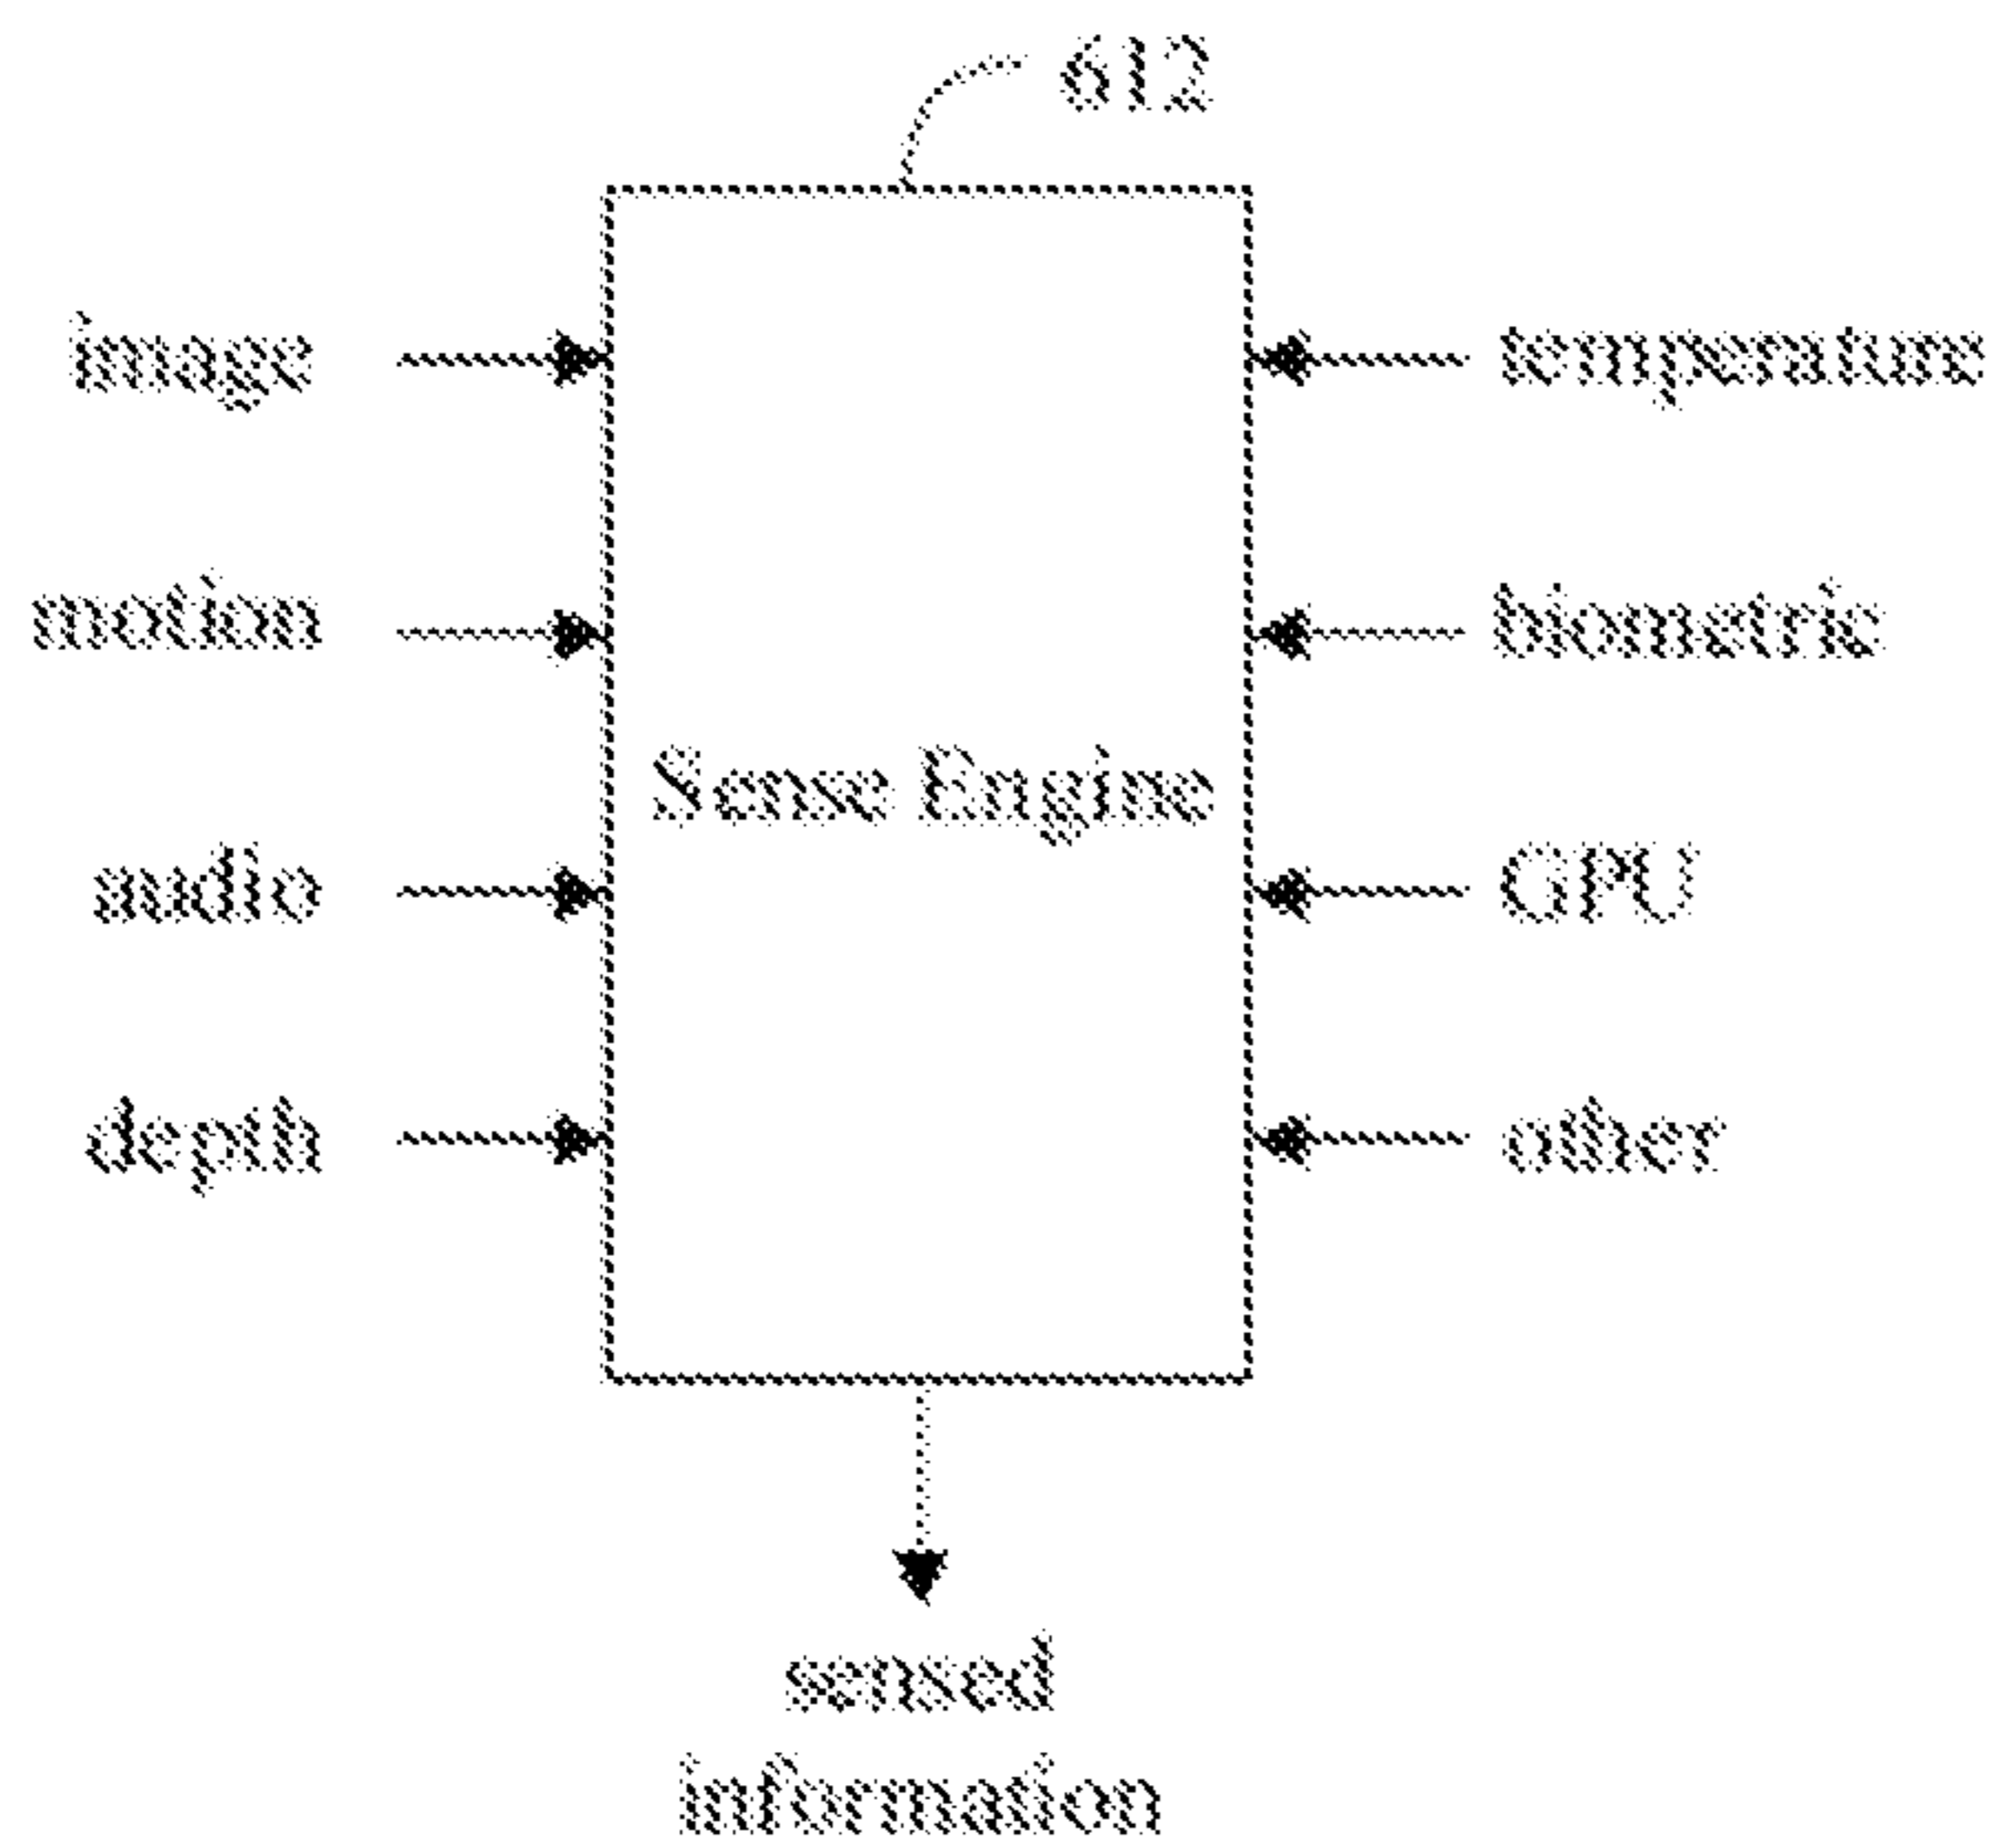 612
image
temperature
motion
biometric
Sense Engine
audio
GPU
depth
other
sensed
information